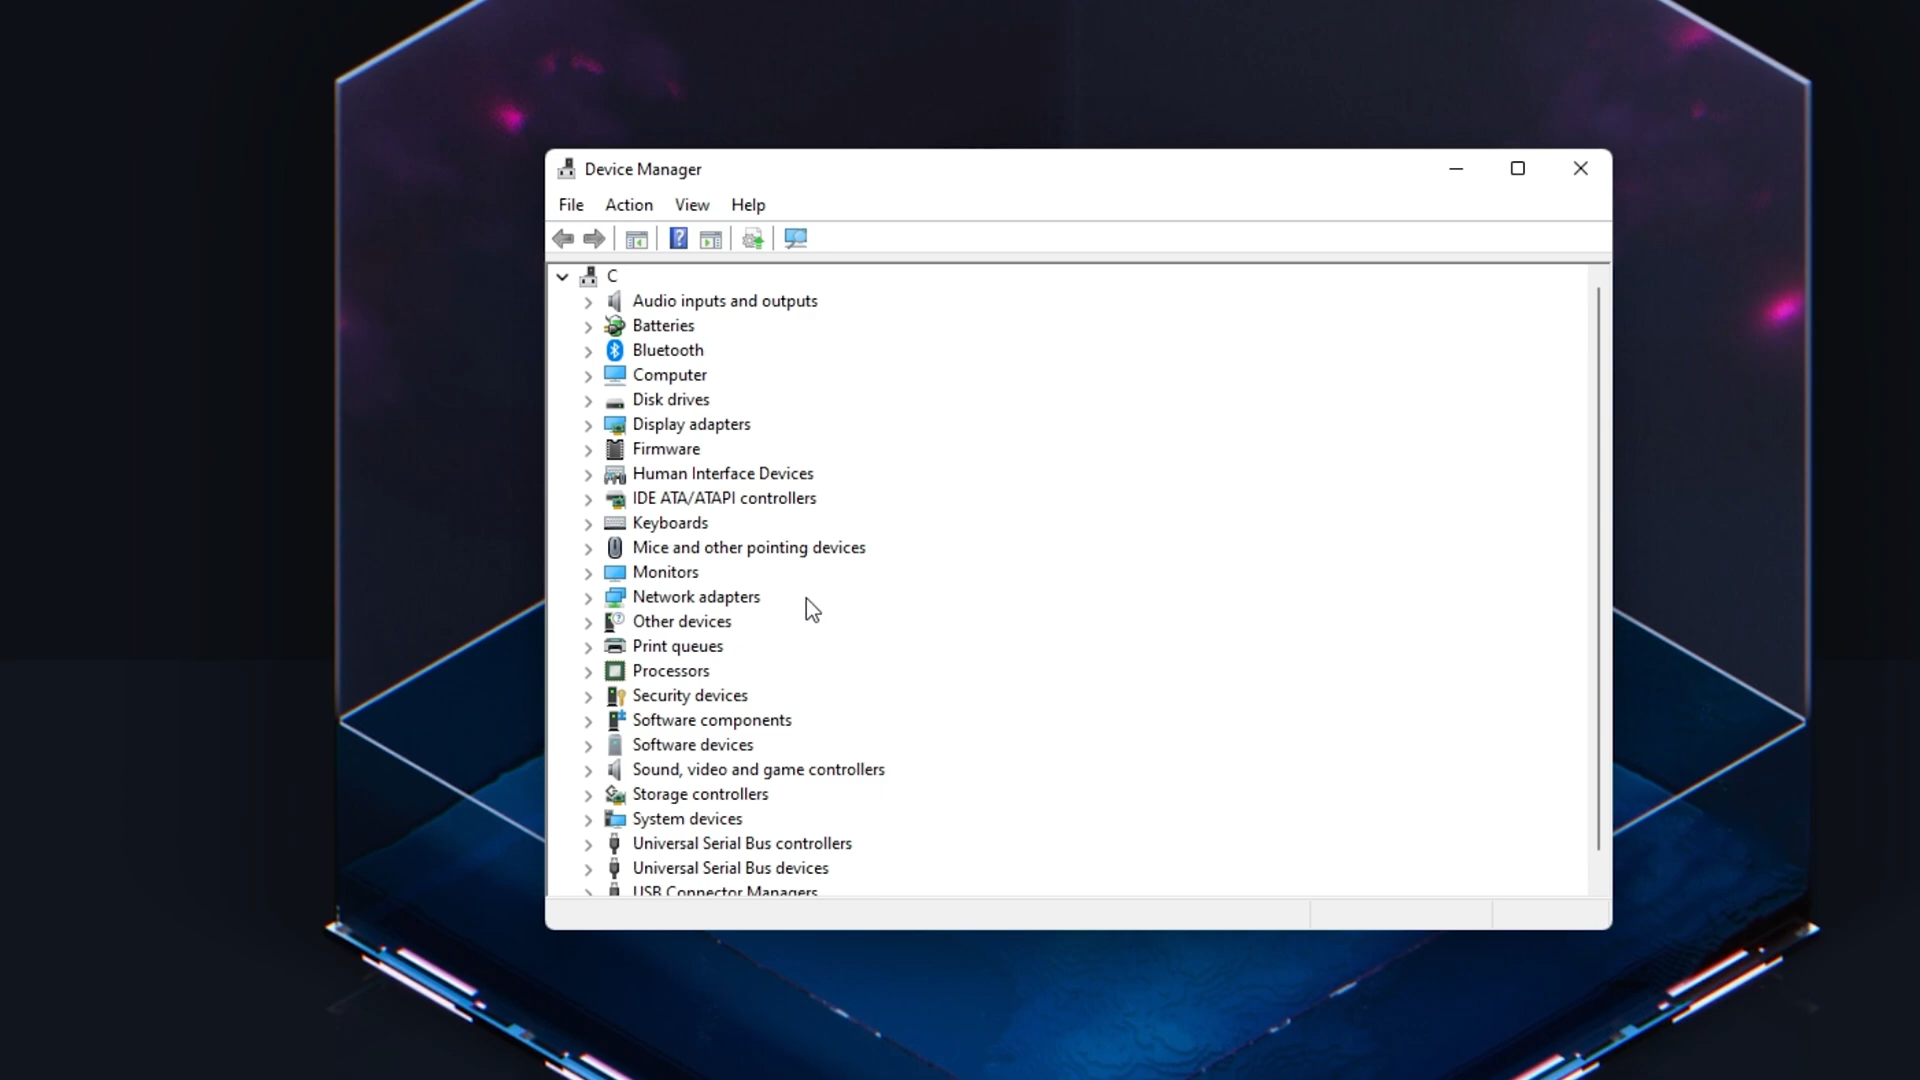 Device Manager
File Action View Help
C
Audio inputs and outputs
Batteries
Bluetooth
Computer
Disk drives
Display adapters
Firmware
Human Interface Devices
IDE ATA/ATAPI controllers
Keyboards
Mice and other pointing devices
Monitors
Network adapters
Other devices
Print queues
Processors
Security devices
Software components
Software devices
Sound, video and game controllers
Storage controllers
System devices
Universal Serial Bus controllers
Universal Serial Bus devices
USB Connector Managers